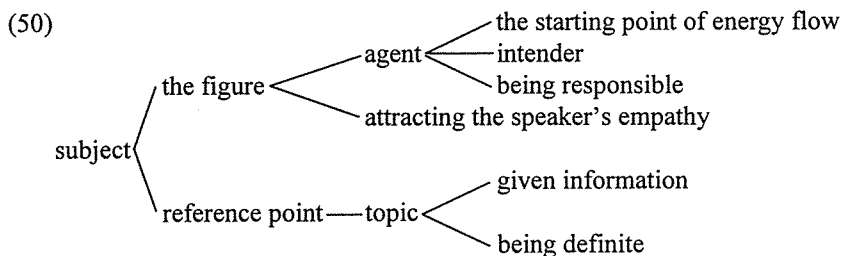 (50)
the starting point of energy flow
agent
intender
the figure
being responsible
attracting the speaker's empathy
subject
given information
reference point
topic
being definite